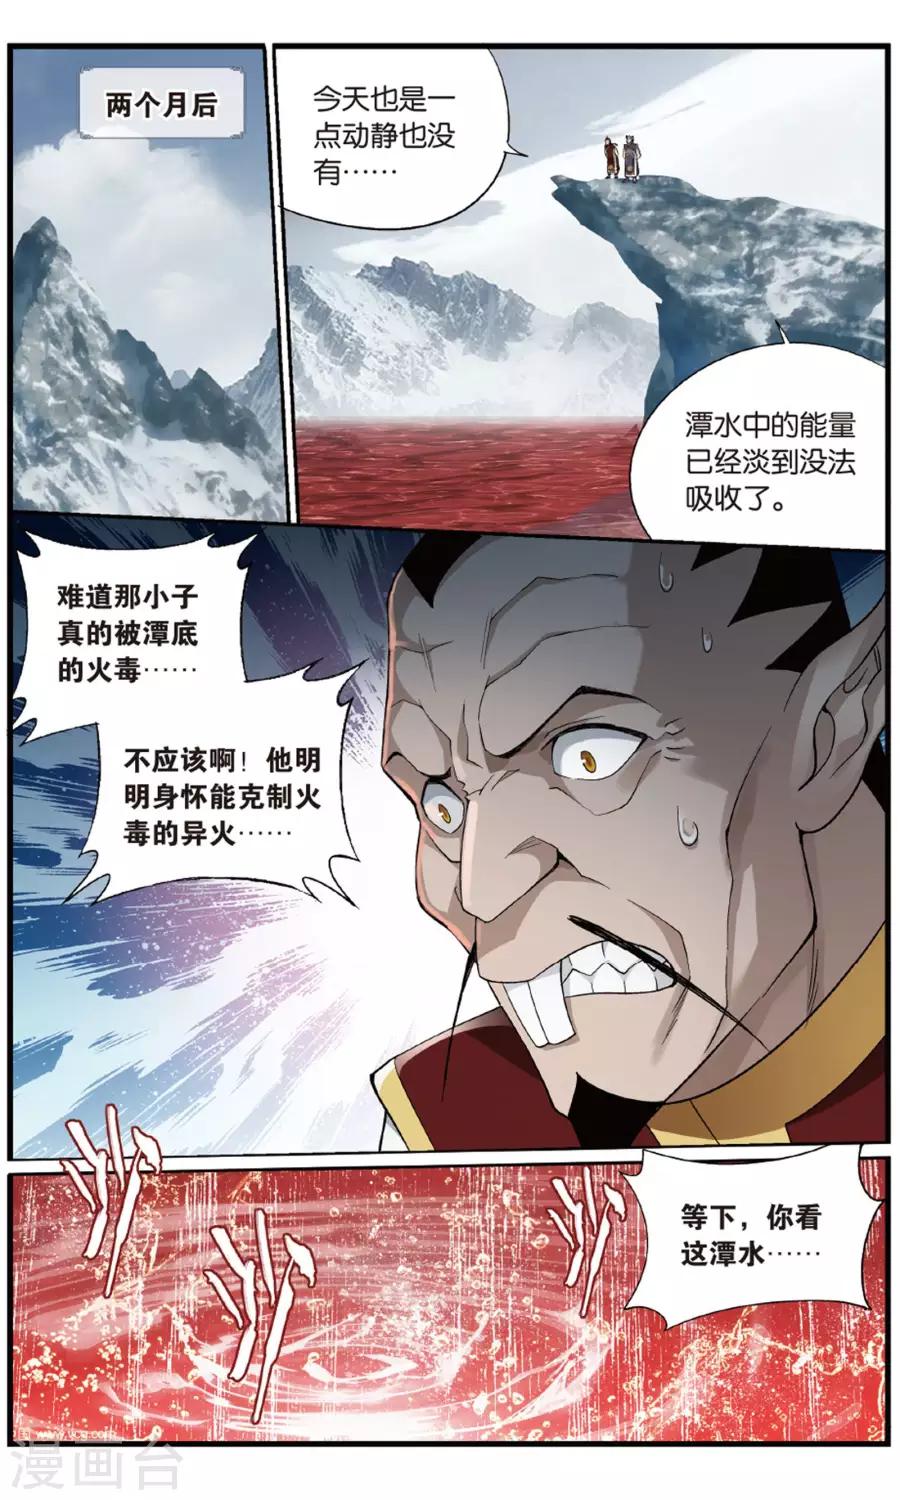 两个月后
今天也是一
点动静也没
有……
潭水中的能量
已经淡到没法
吸收了。
难道那小子
真的被潭底
的火毒……
不应该啊！他明
明身怀能克制火
毒的异火……
等下，你看
这潭水……
漫画台